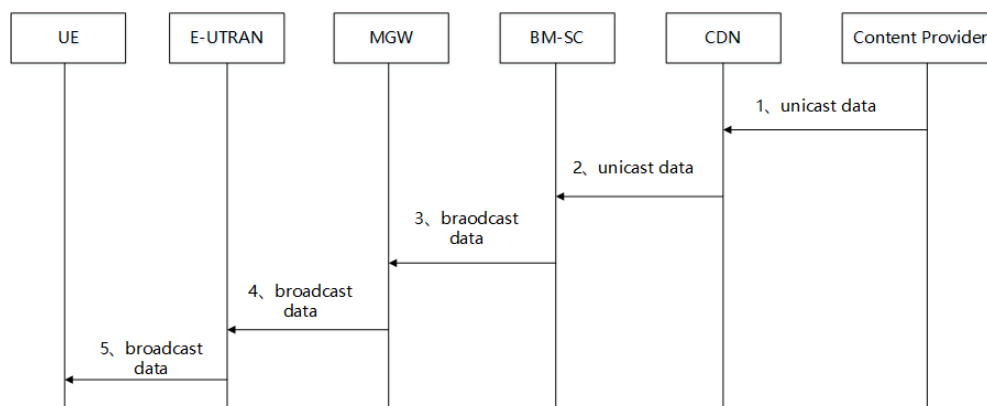 UE
E-UTRAN
MGW
BM-SC
CDN
Content Provider
1、unicast data
2、unicast data
3、braodcast
data
4、broadcast
data
5、broadcast
data